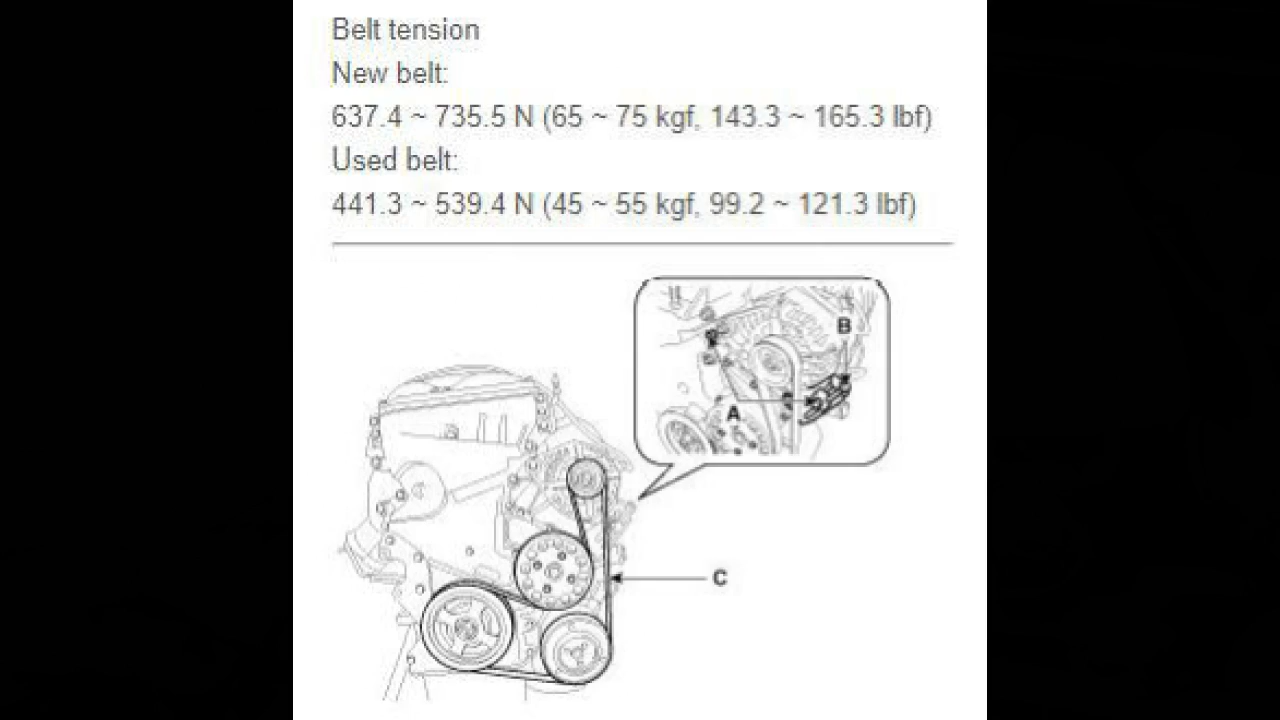 Belt tension
New belt:
637.4 ~ 735.5 N (65 ~ 75 kgf, 143.3 ~ 165.3 lbf)
Used belt:
441.3 ~ 539.4 N (45 ~ 55 kgf, 99.2 ~ 121.3 lbf)
B
A
C